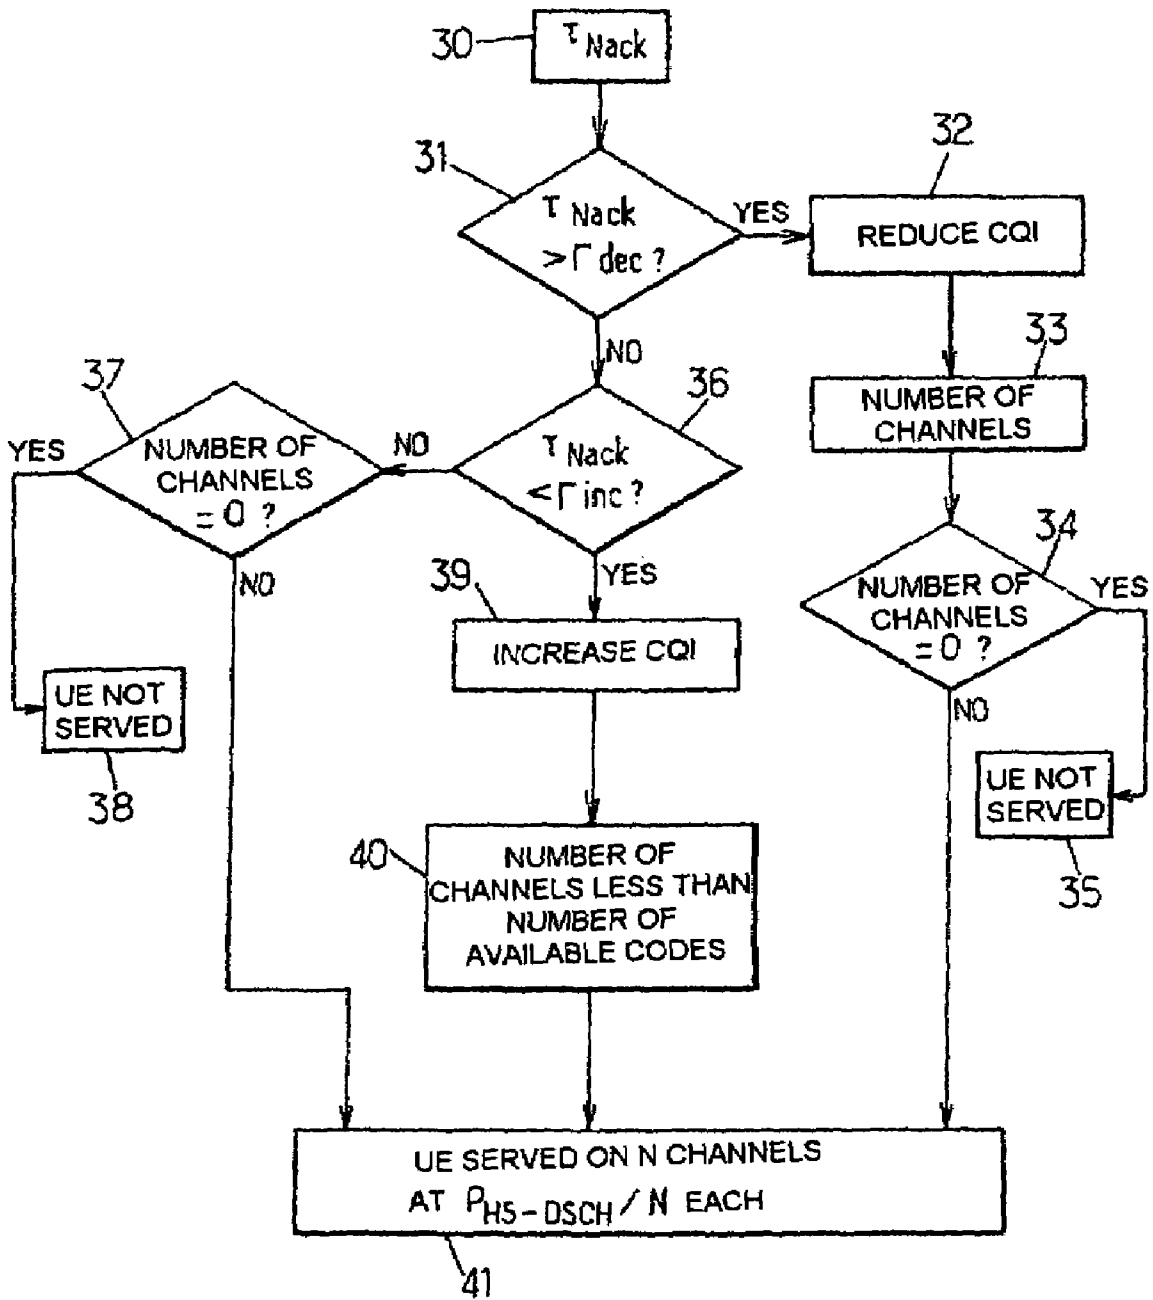 30
τ Nack
31
τ Nack
> Γ dec ?
YES
32
REDUCE CQI
NO
33
NUMBER OF
CHANNELS
37
YES
NUMBER OF
CHANNELS
= 0 ?
NO
36
τ Nack
< Γ inc ?
34
NUMBER OF
CHANNELS
= 0 ?
YES
NO
YES
39
INCREASE CQI
UE NOT
SERVED
38
NO
UE NOT
SERVED
35
40
NUMBER OF
CHANNELS LESS THAN
NUMBER OF
AVAILABLE CODES
UE SERVED ON N CHANNELS
AT P HS-DSCH / N EACH
41